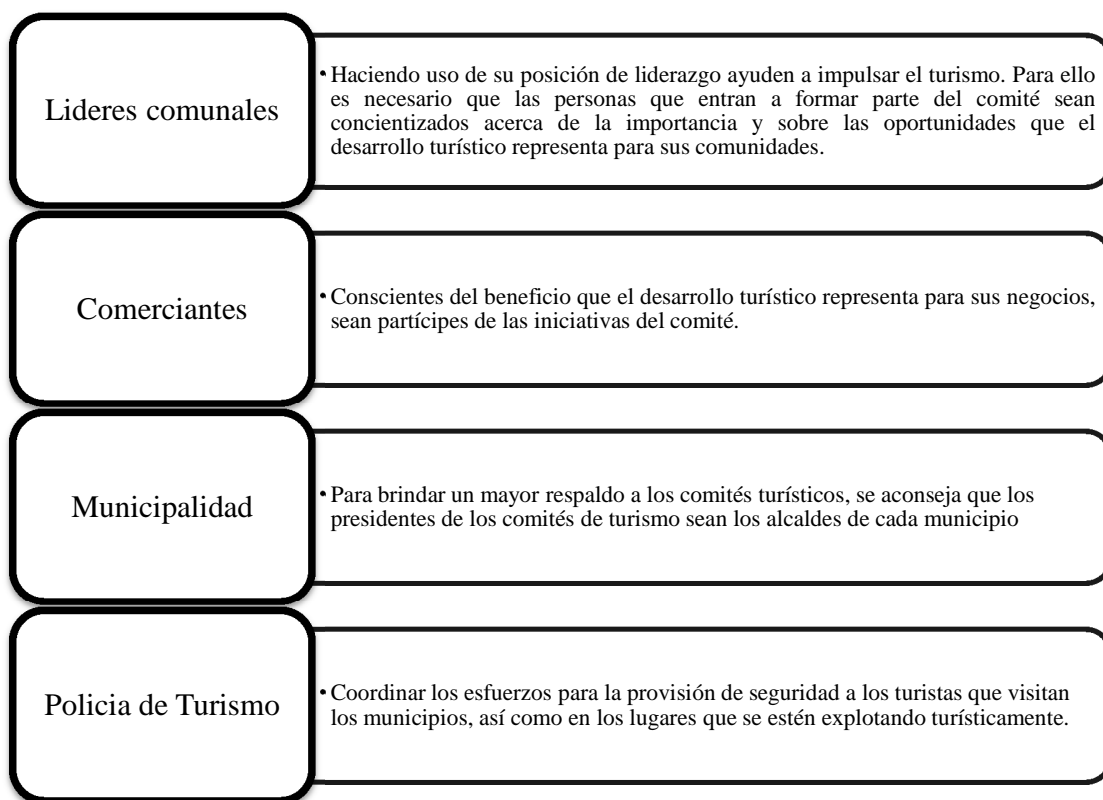 Lideres comunales
• Haciendo uso de su posición de liderazgo ayuden a impulsar el turismo. Para ello
es necesario que las personas que entran a formar parte del comité sean
concientizados acerca de la importancia y sobre las oportunidades que el
desarrollo turístico representa para sus comunidades.
Comerciantes
• Conscientes del beneficio que el desarrollo turístico representa para sus negocios,
sean partícipes de las iniciativas del comité.
Municipalidad
• Para brindar un mayor respaldo a los comités turísticos, se aconseja que los
presidentes de los comités de turismo sean los alcaldes de cada municipio
Policia de Turismo
• Coordinar los esfuerzos para la provisión de seguridad a los turistas que visitan
los municipios, así como en los lugares que se estén explotando turísticamente.